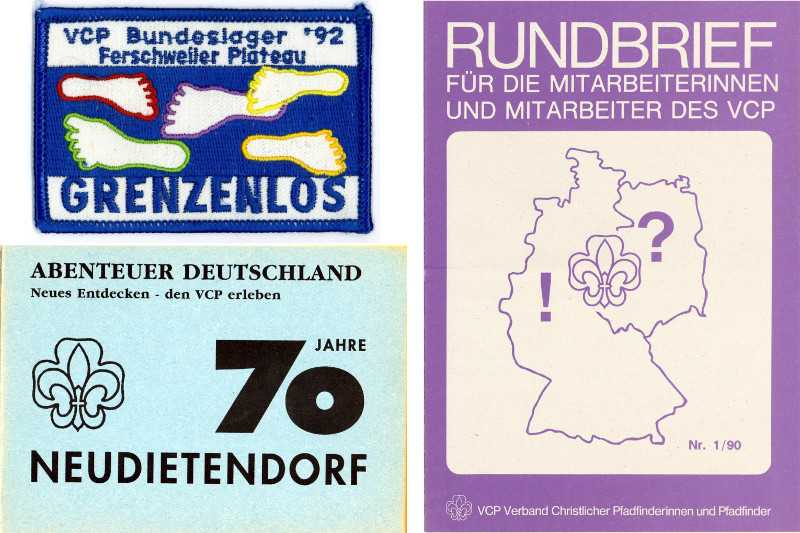 VCP Bundeslager '92
Ferschweiler Plateau
GRENZENLOS
ABENTEUER DEUTSCHLAND
Neues Entdecken - den VCP erleben
70 JAHRE
NEUDIETENDORF
RUNDBRIEF
FÜR DIE MITARBEITERINNEN
UND MITARBEITER DES VCP
?
!
Nr. 1/90
VCP Verband Christlicher Pfadfinderinnen und Pfadfinder